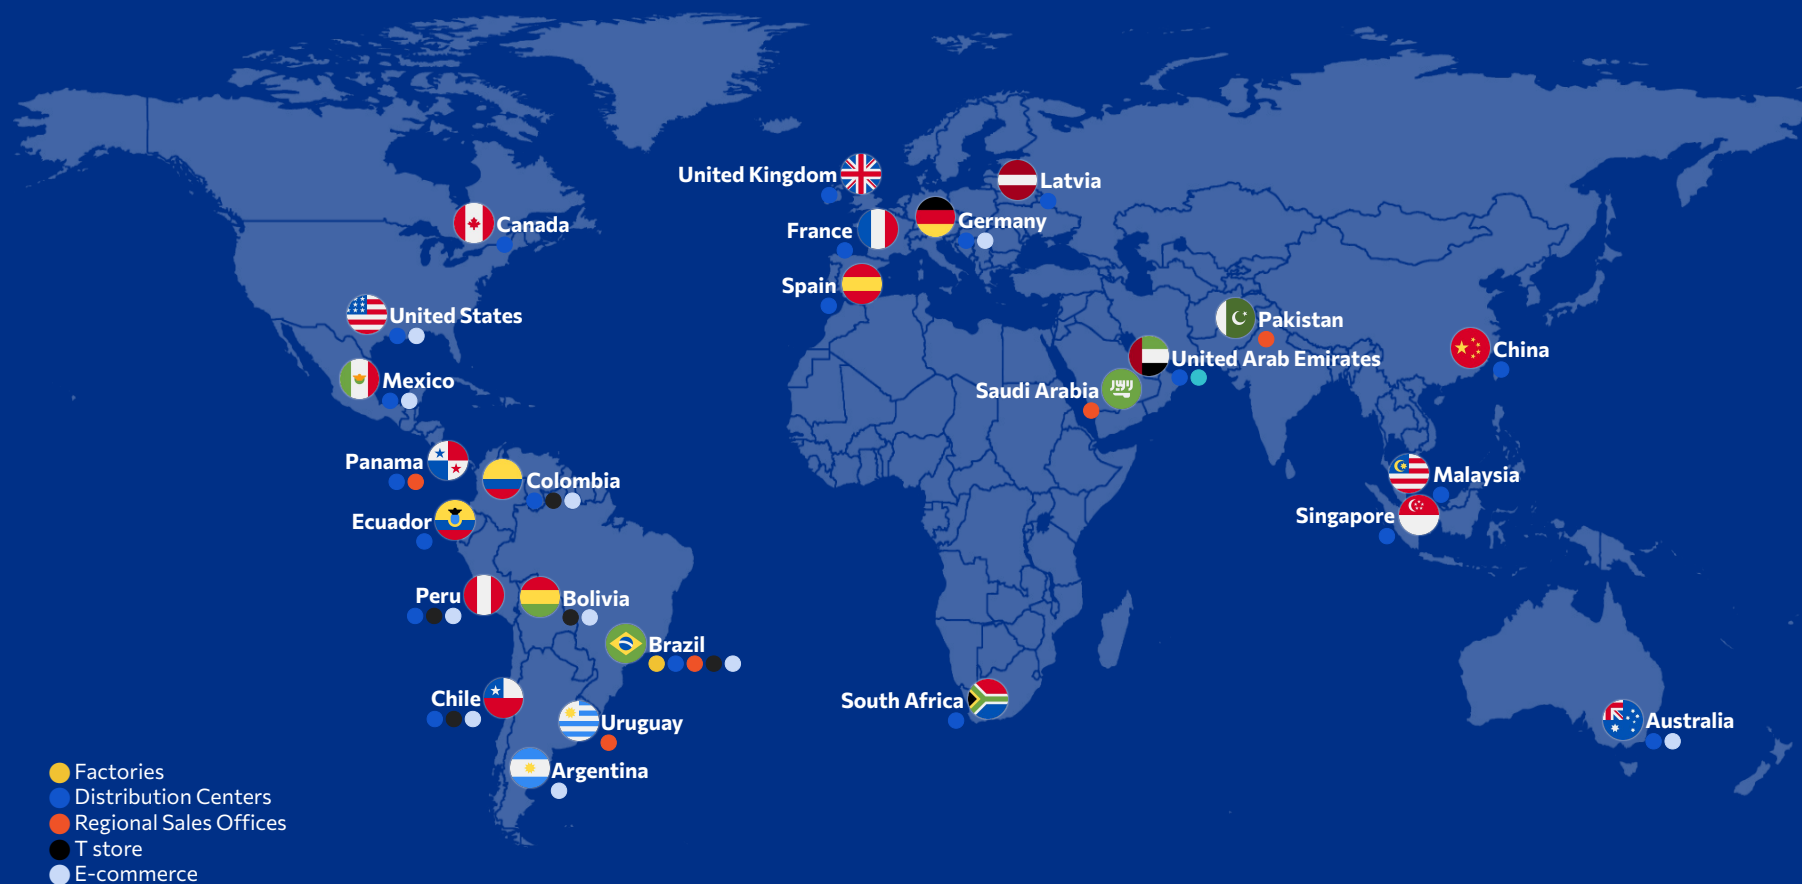 United Kingdom
Latvia
Canada
France
Germany
Spain
United States
Pakistan
China
United Arab Emirates
Mexico
Saudi Arabia
Panama
Colombia
Malaysia
Ecuador
Singapore
Peru
Bolivia
Brazil
Chile
South Africa
Uruguay
Australia
Argentina
Factories
Distribution Centers
Regional Sales Offices
T store
E-commerce